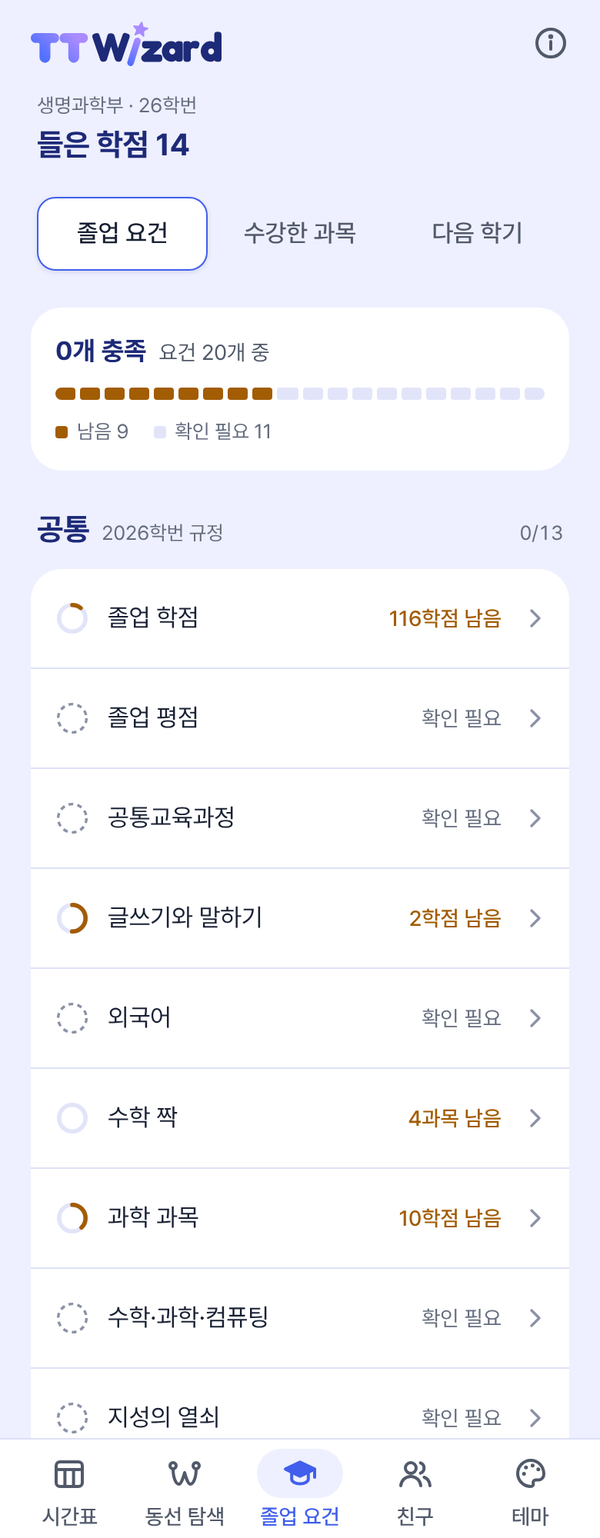 TTWizard
생명과학부 · 26학번
들은 학점 14
졸업 요건 수강한 과목 다음 학기
0개 충족 요건 20개 중
남음 9 확인 필요 11
공통 2026학번 규정 0/13
졸업 학점 116학점 남음
졸업 평점 확인 필요
공통교육과정 확인 필요
글쓰기와 말하기 2학점 남음
외국어 확인 필요
수학 짝 4과목 남음
과학 과목 10학점 남음
수학·과학·컴퓨팅 확인 필요
지성의 열쇠 확인 필요
시간표 동선 탐색 졸업 요건 친구 테마